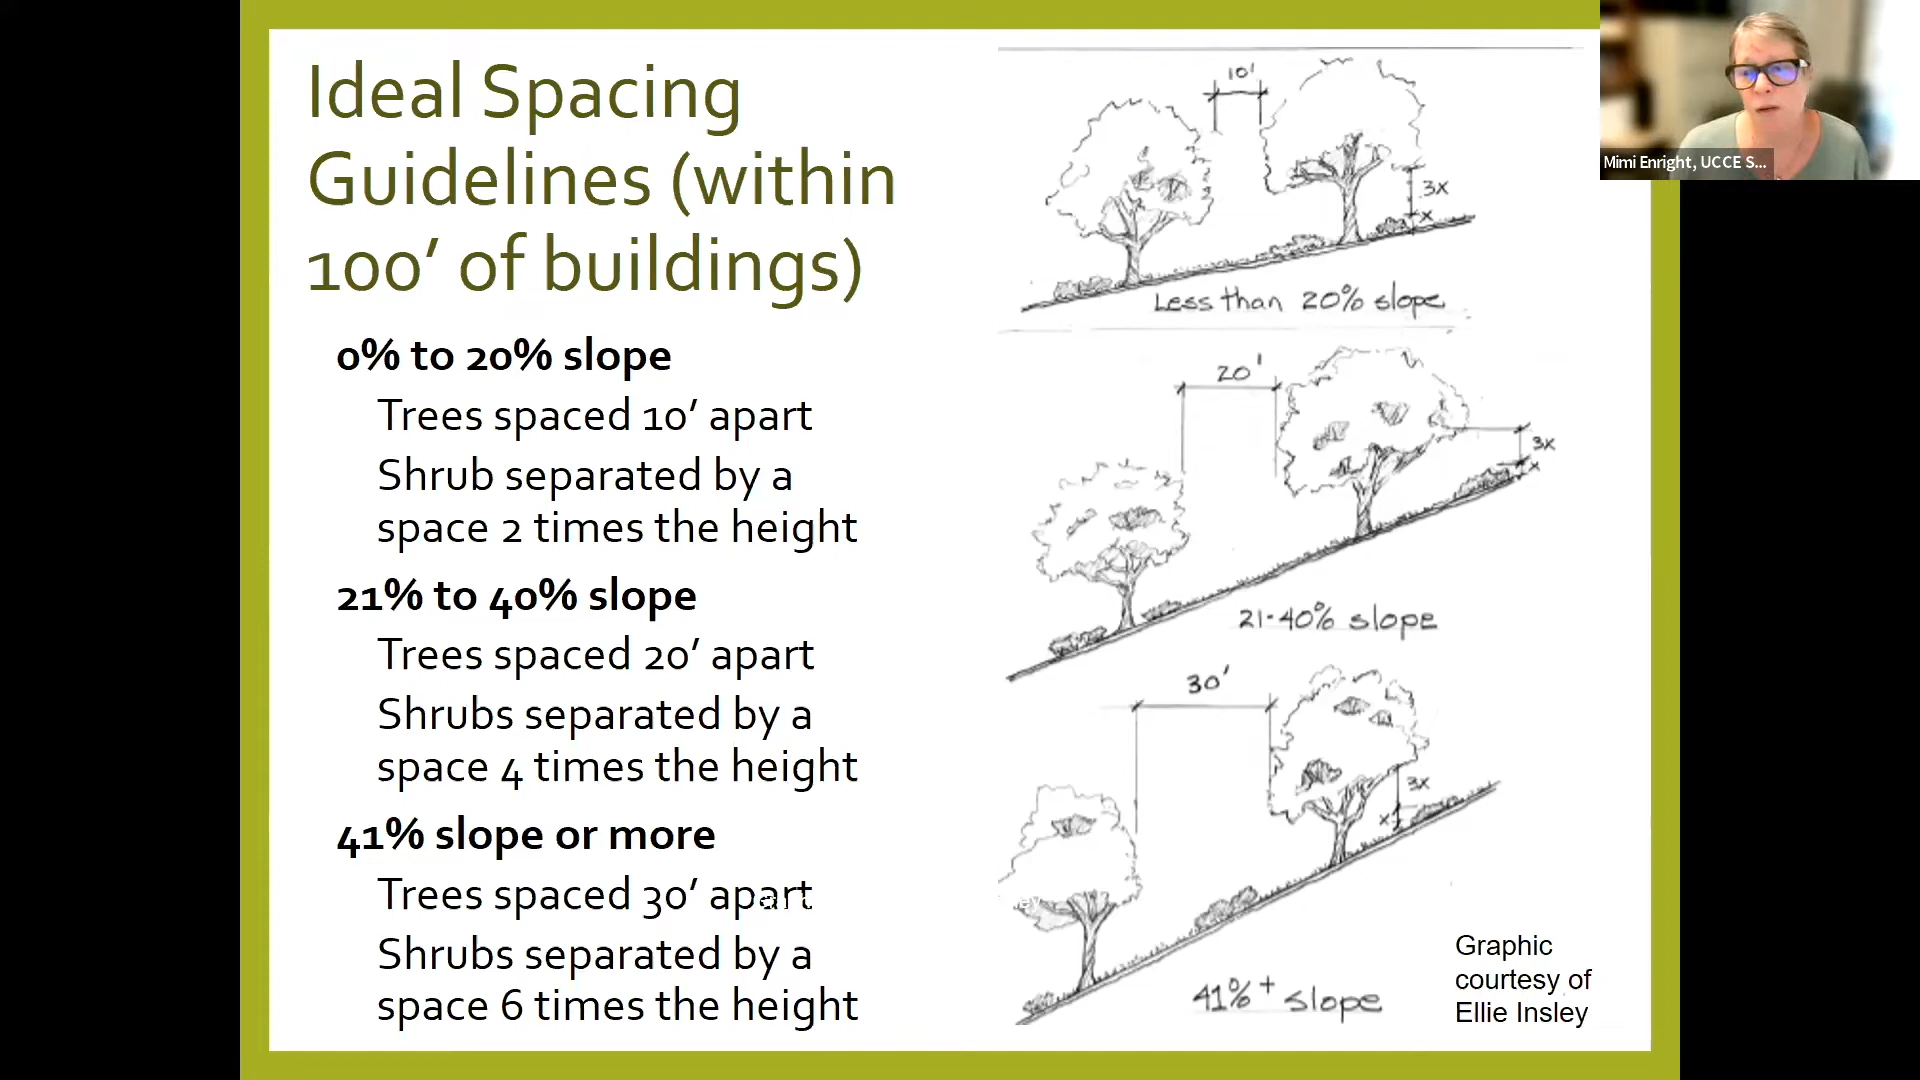 Ideal Spacing
Guidelines (within
100’ of buildings)
0% to 20% slope
Trees spaced 10’ apart
Shrub separated by a
space 2 times the height
21% to 40% slope
Trees spaced 20’ apart
Shrubs separated by a
space 4 times the height
41% slope or more
Trees spaced 30’ apart
Shrubs separated by a
space 6 times the height
10'
3x
x
Less than 20% slope
20'
3x
x
21-40% slope
30'
3x
x
41%+ slope
Graphic
courtesy of
Ellie Insley
Mimi Enright, UCCE S...